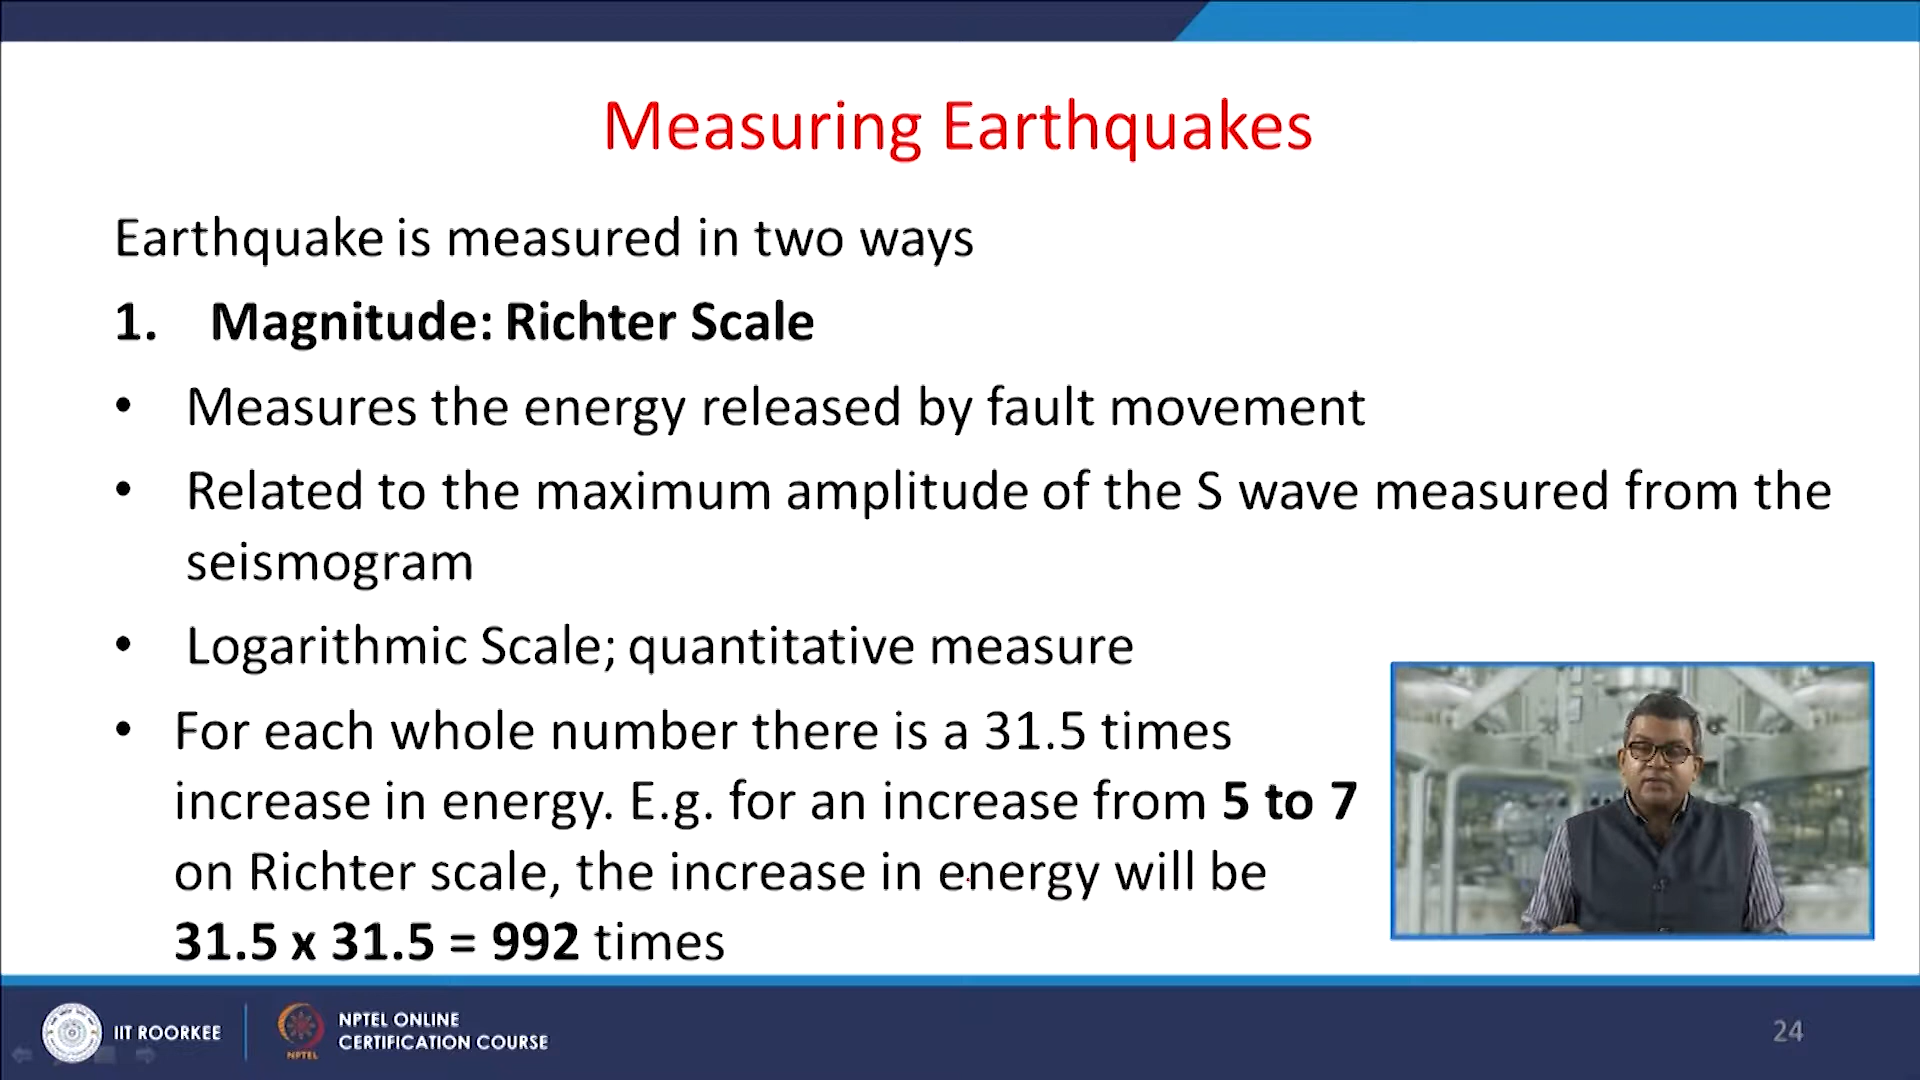 Measuring Earthquakes
Earthquake is measured in two ways
1. Magnitude: Richter Scale
• Measures the energy released by fault movement
• Related to the maximum amplitude of the S wave measured from the
seismogram
• Logarithmic Scale; quantitative measure
• For each whole number there is a 31.5 times
increase in energy. E.g. for an increase from 5 to 7
on Richter scale, the increase in energy will be
31.5 x 31.5 = 992 times
IIT ROORKEE
NPTEL
NPTEL ONLINE
CERTIFICATION COURSE
24